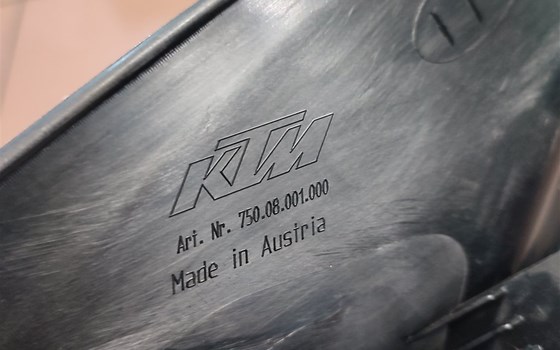 KTM
Art. Nr. 750.08.001.000
Made in Austria